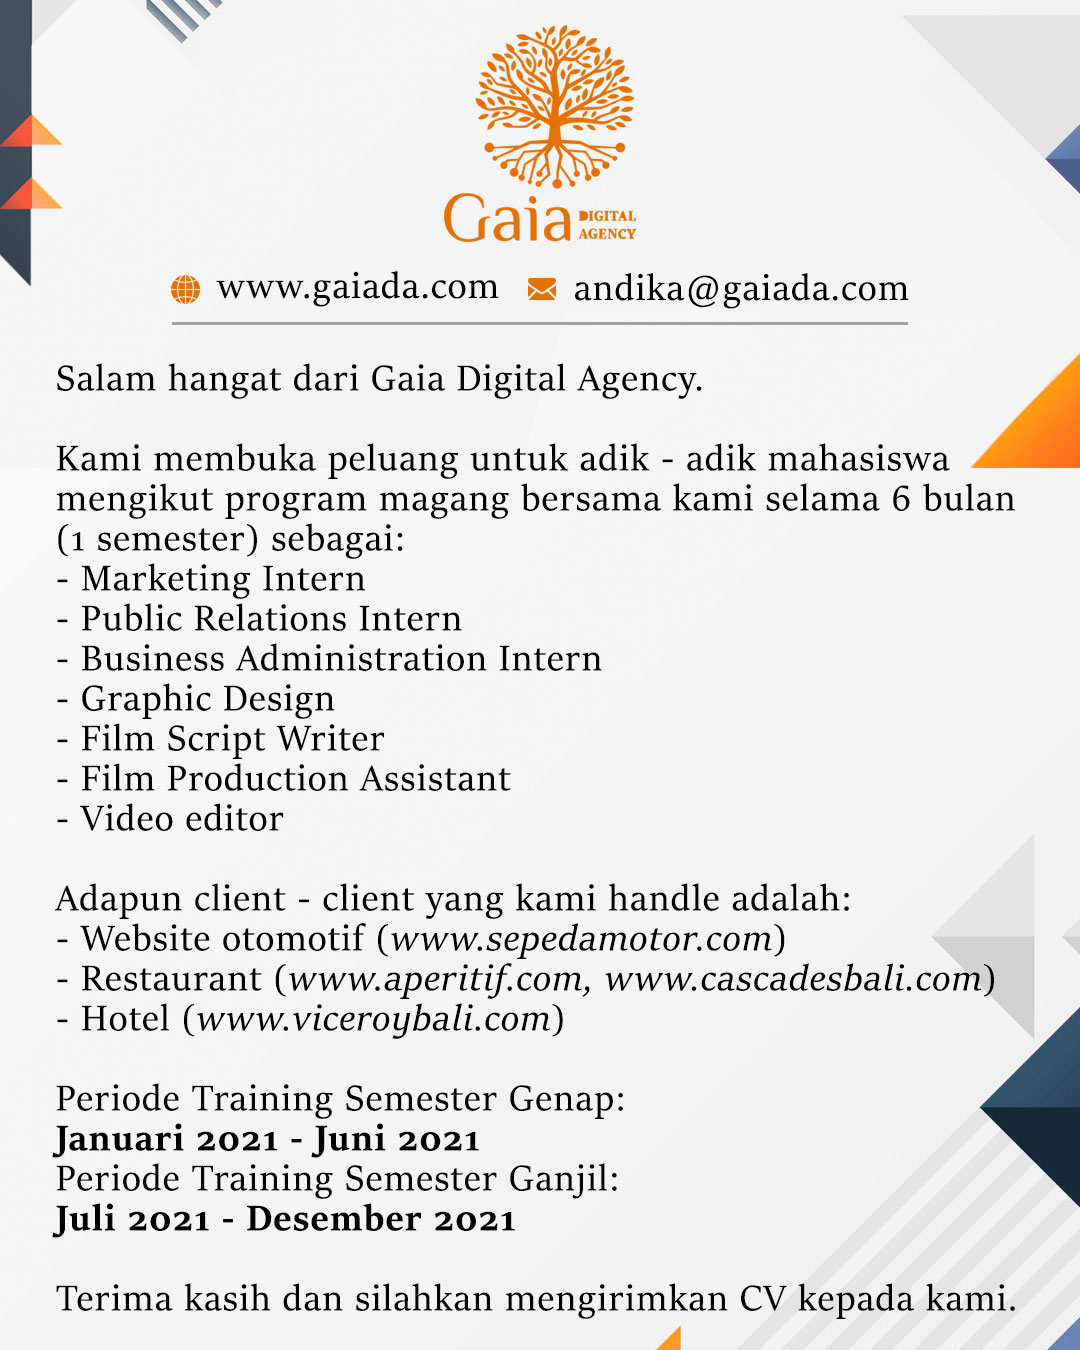 Gaia DIGITAL AGENCY
www.gaiada.com andika@gaiada.com
Salam hangat dari Gaia Digital Agency.
Kami membuka peluang untuk adik - adik mahasiswa
mengikut program magang bersama kami selama 6 bulan
(1 semester) sebagai:
- Marketing Intern
- Public Relations Intern
- Business Administration Intern
- Graphic Design
- Film Script Writer
- Film Production Assistant
- Video editor
Adapun client - client yang kami handle adalah:
- Website otomotif (www.sepedamotor.com)
- Restaurant (www.aperitif.com, www.cascadesbali.com)
- Hotel (www.viceroybali.com)
Periode Training Semester Genap:
Januari 2021 - Juni 2021
Periode Training Semester Ganjil:
Juli 2021 - Desember 2021
Terima kasih dan silahkan mengirimkan CV kepada kami.